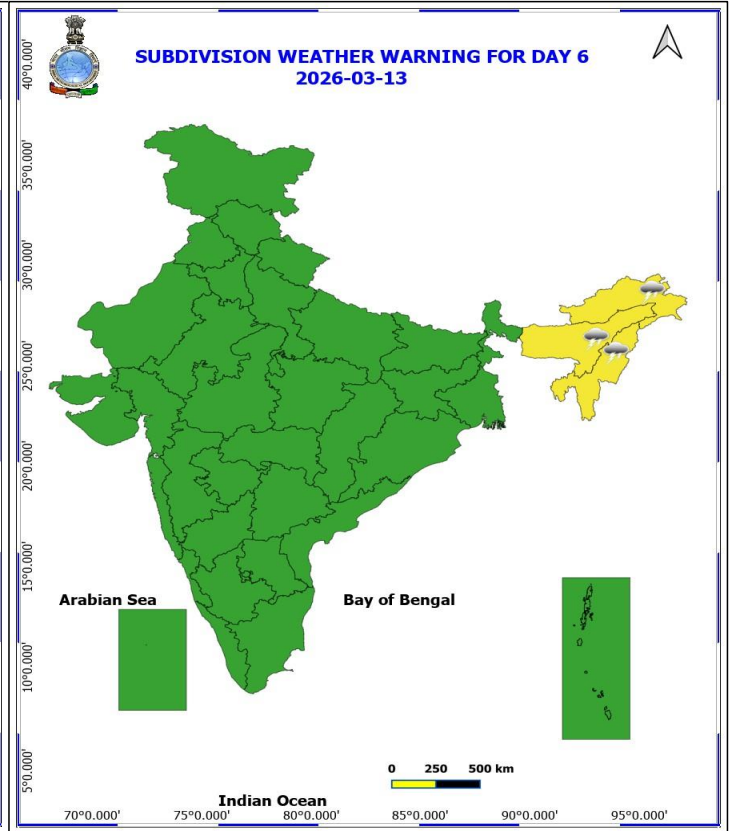 SUBDIVISION WEATHER WARNING FOR DAY 6
2026-03-13
40°0.000'
35°0.000'
30°0.000'
25°0.000'
20°0.000'
15°0.000'
10°0.000'
5°0.000'
Arabian Sea
Bay of Bengal
0 250 500 km
Indian Ocean
70°0.000' 75°0.000' 80°0.000' 85°0.000' 90°0.000' 95°0.000'